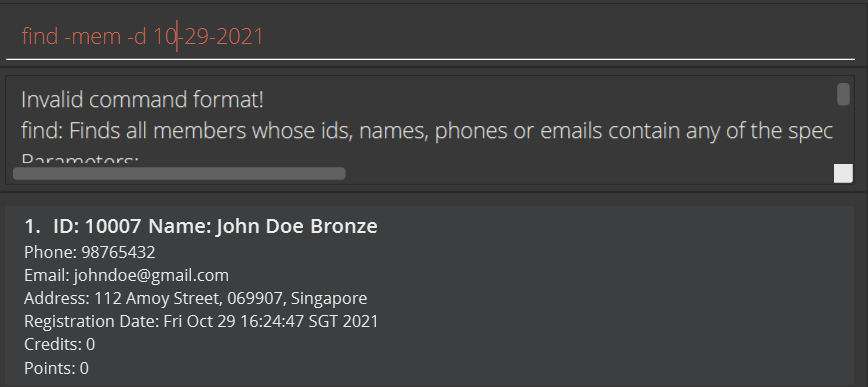 find -mem -d 10-29-2021
Invalid command format!
find: Finds all members whose ids, names, phones or emails contain any of the spec
Parameters:
1. ID: 10007 Name: John Doe Bronze
Phone: 98765432
Email: johndoe@gmail.com
Address: 112 Amoy Street, 069907, Singapore
Registration Date: Fri Oct 29 16:24:47 SGT 2021
Credits: 0
Points: 0